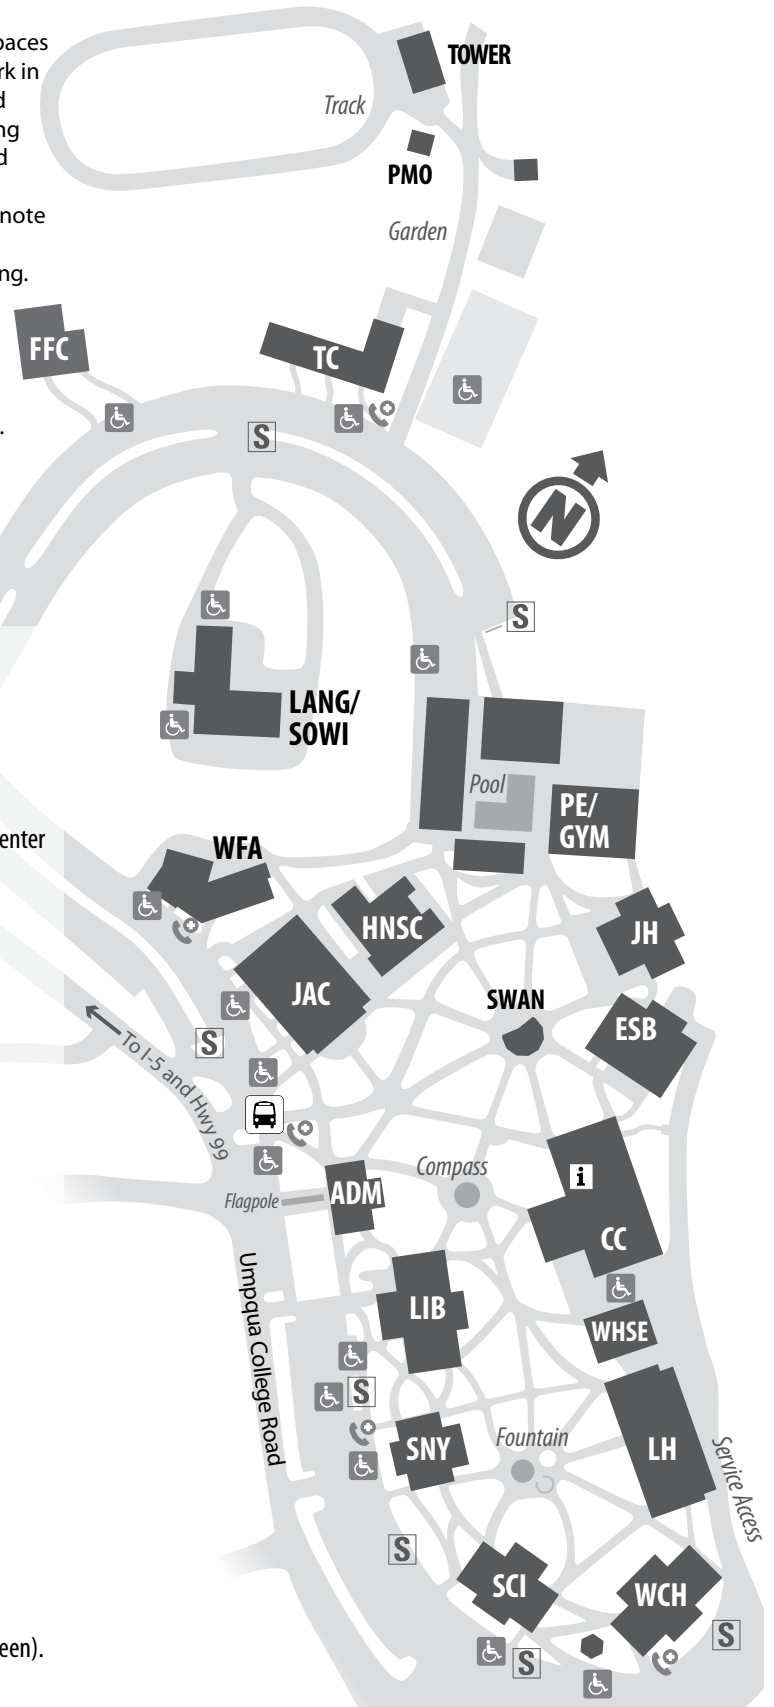 paces
TOWER
rk in
d
Track
ng
d
PMO
note
Garden
ng.
FFC
TC
.
S
N
S
LANG/
SOWI
Pool
PE/
GYM
enter
WFA
HNSC
JH
JAC
SWAN
ESB
S
To I-5 and Hwy 99
Compass
i
Flagpole
ADM
CC
Umpqua College Road
LIB
WHSE
S
SNY
Fountain
LH
Service Access
S
SCI
WCH
S
S
een).